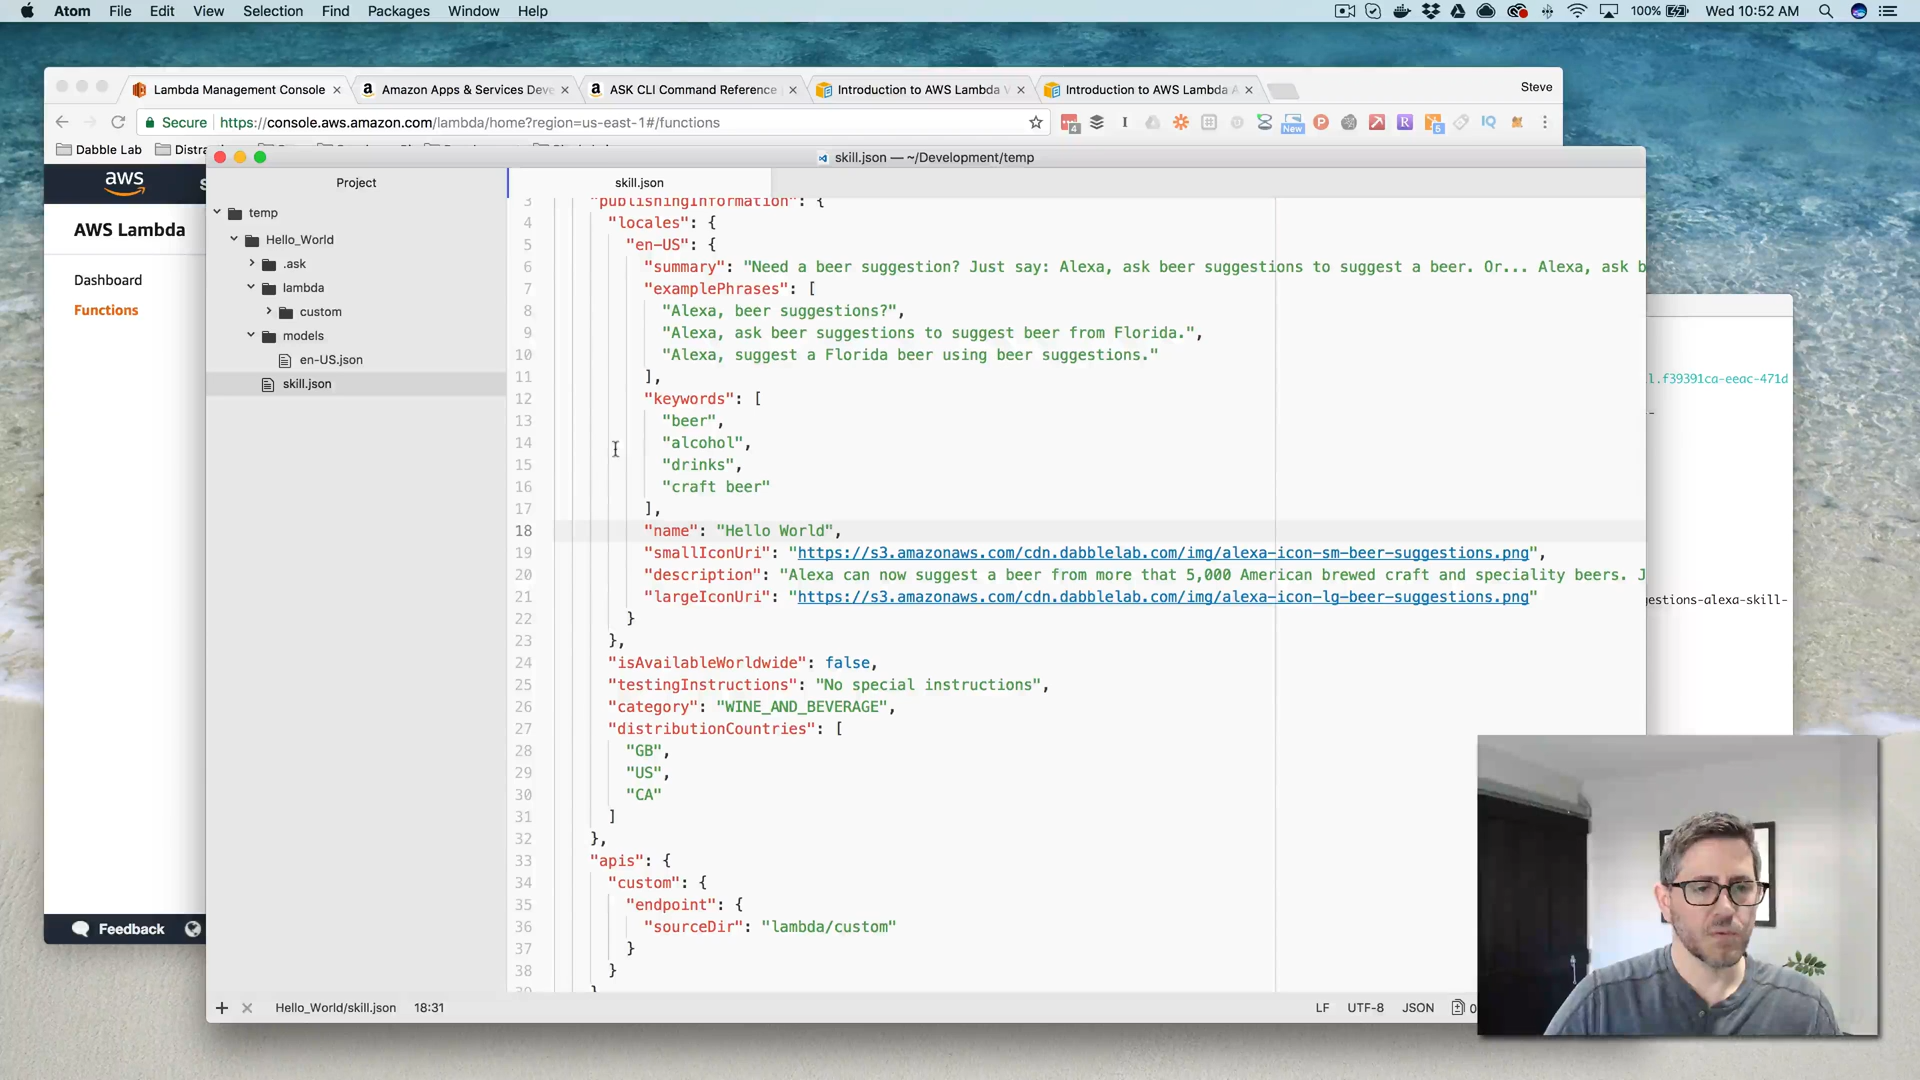 Atom File Edit View Selection Find Packages Window Help 100% Wed 10:52 AM
Lambda Management Console Amazon Apps & Services Dev ASK CLI Command Reference Introduction to AWS Lambda Introduction to AWS Lambda Steve
Secure https://console.aws.amazon.com/lambda/home?region=us-east-1#/functions
4 New 5
Dabble Lab
skill.json — ~/Development/temp
aws
AWS Lambda
Dashboard
Functions
Feedback
Project
temp
Hello_World
.ask
lambda
custom
models
en-US.json
skill.json
skill.json
3 "publishingInformation": {
4 "locales": {
5 "en-US": {
6 "summary": "Need a beer suggestion? Just say: Alexa, ask beer suggestions to suggest a beer. Or... Alexa, ask b
7 "examplePhrases": [
8 "Alexa, beer suggestions?",
9 "Alexa, ask beer suggestions to suggest beer from Florida.",
10 "Alexa, suggest a Florida beer using beer suggestions."
11 ],
12 "keywords": [
13 "beer",
14 "alcohol",
15 "drinks",
16 "craft beer"
17 ],
18 "name": "Hello World",
19 "smallIconUri": "https://s3.amazonaws.com/cdn.dabblelab.com/img/alexa-icon-sm-beer-suggestions.png",
20 "description": "Alexa can now suggest a beer from more that 5,000 American brewed craft and speciality beers. J
21 "largeIconUri": "https://s3.amazonaws.com/cdn.dabblelab.com/img/alexa-icon-lg-beer-suggestions.png"
22 }
23 },
24 "isAvailableWorldwide": false,
25 "testingInstructions": "No special instructions",
26 "category": "WINE_AND_BEVERAGE",
27 "distributionCountries": [
28 "GB",
29 "US",
30 "CA"
31 ]
32 },
33 "apis": {
34 "custom": {
35 "endpoint": {
36 "sourceDir": "lambda/custom"
37 }
38 }
l.f39391ca-eeac-471d
estions-alexa-skill-
Hello_World/skill.json 18:31 LF UTF-8 JSON 0